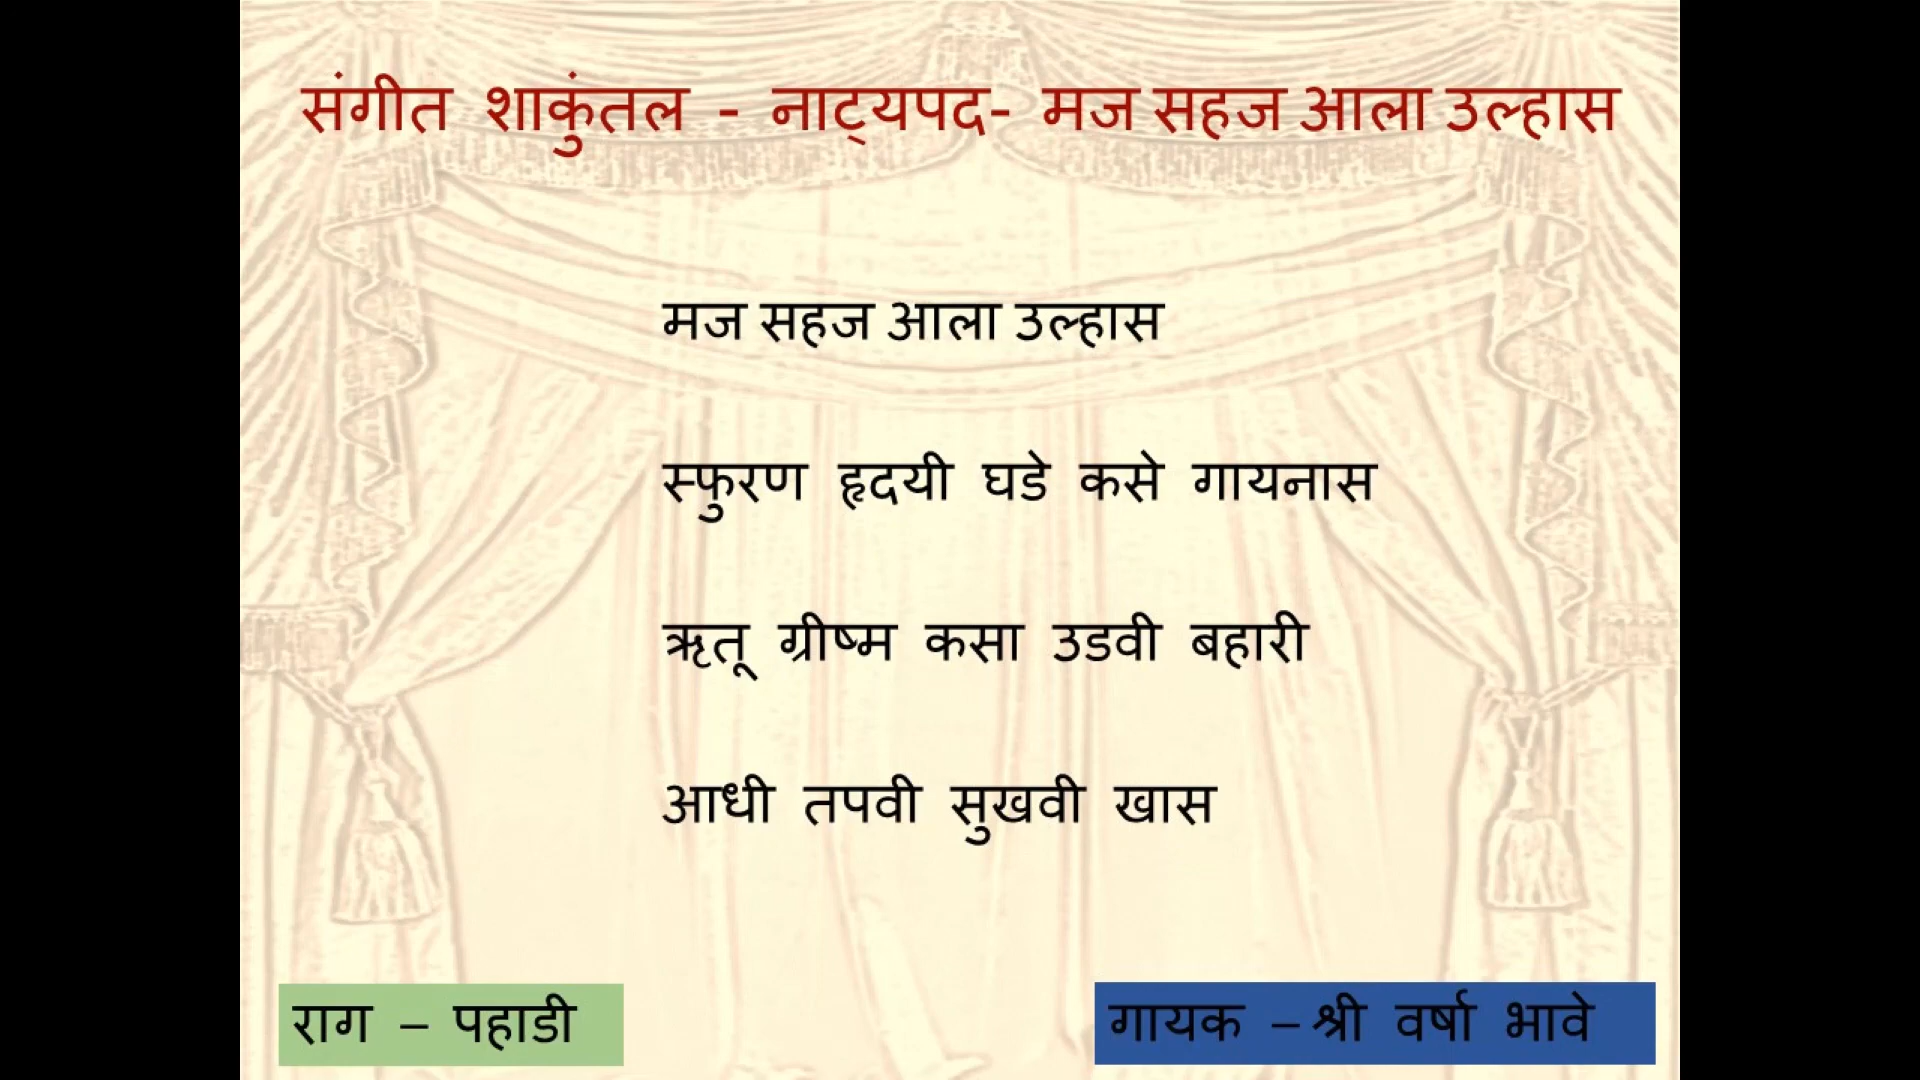 संगीत शाकुंतल - नाट्यपद- मज सहज आला उल्हास
मज सहज आला उल्हास
स्फुरण हृदयी घडे कसे गायनास
ऋतू ग्रीष्म कसा उडवी बहारी
आधी तपवी सुखवी खास
राग – पहाडी
गायक – श्री वर्षा भावे